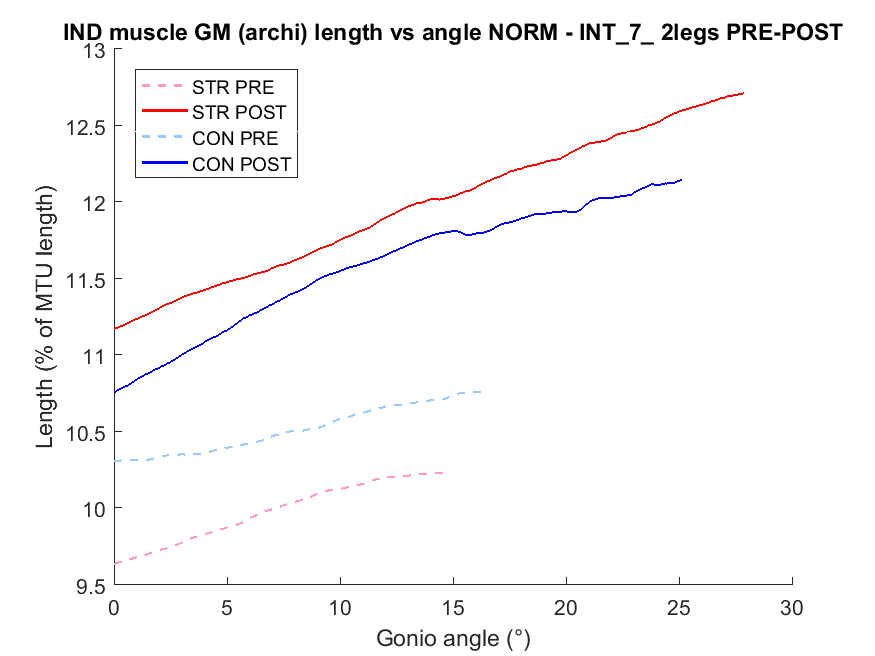 IND muscle GM (archi) length vs angle NORM - INT_7_ 2legs PRE-POST
13
12.5
12
11.5
11
10.5
10
9.5
Length (% of MTU length)
STR PRE
STR POST
CON PRE
CON POST
0 5 10 15 20 25 30
Gonio angle (°)